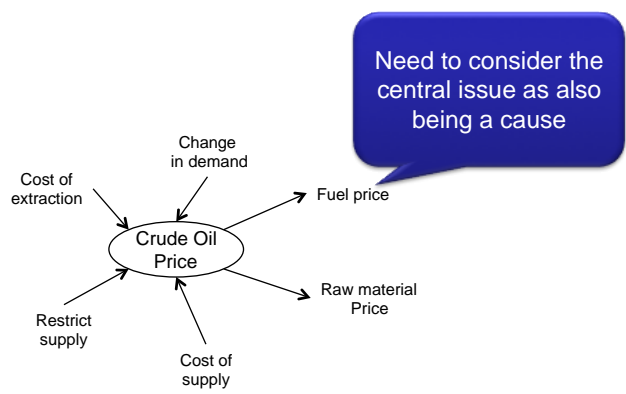 Need to consider the
central issue as also
being a cause
Change
in demand
Cost of
extraction
Fuel price
Crude Oil
Price
Raw material
Price
Restrict
supply
Cost of
supply